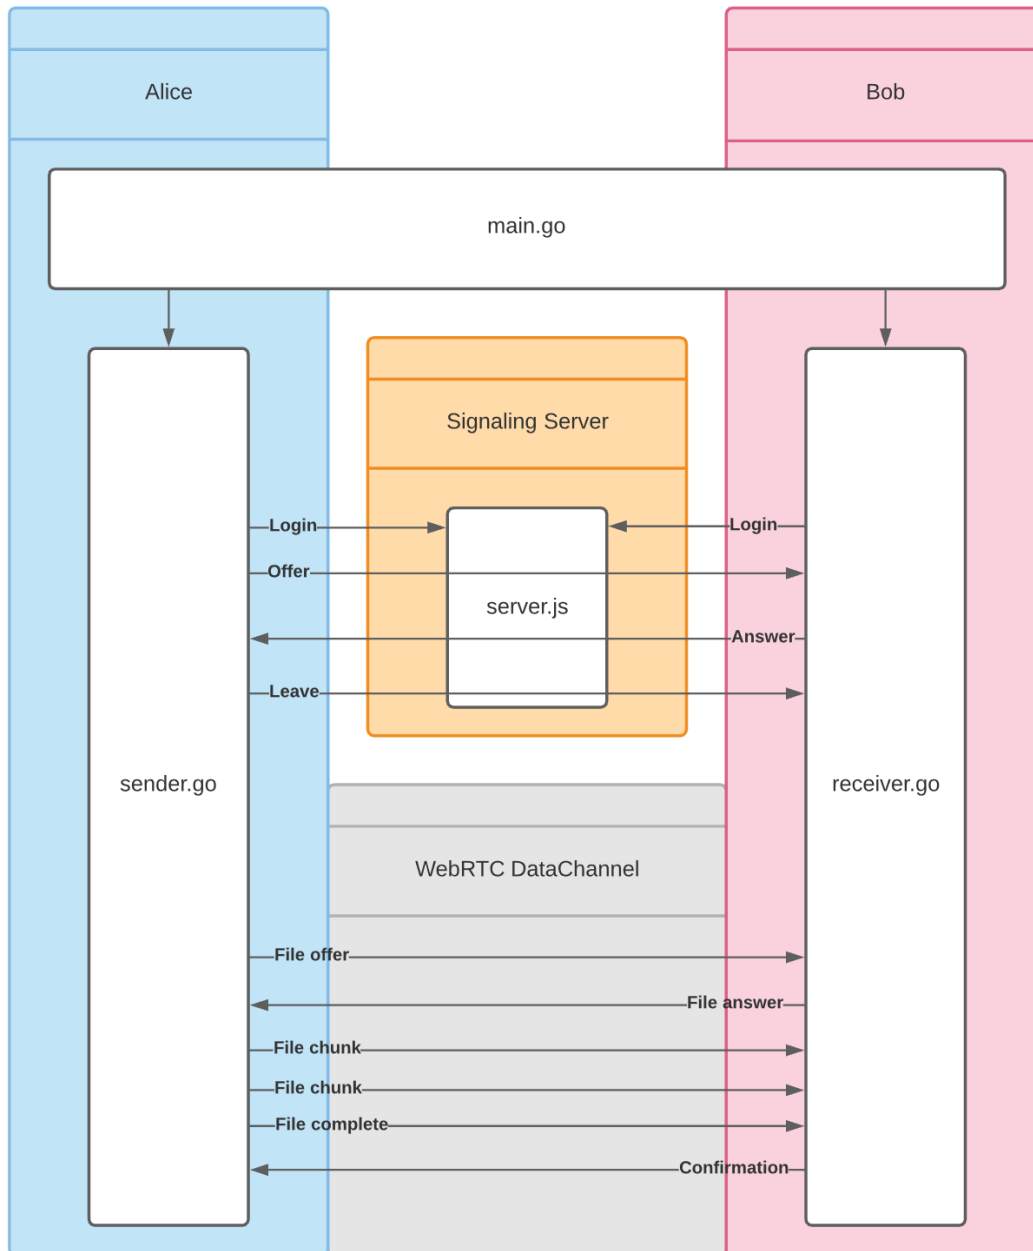 Alice
Bob
main.go
Signaling Server
Login
Login
Offer
server.js
Answer
Leave
sender.go
receiver.go
WebRTC DataChannel
File offer
File answer
File chunk
File chunk
File complete
Confirmation